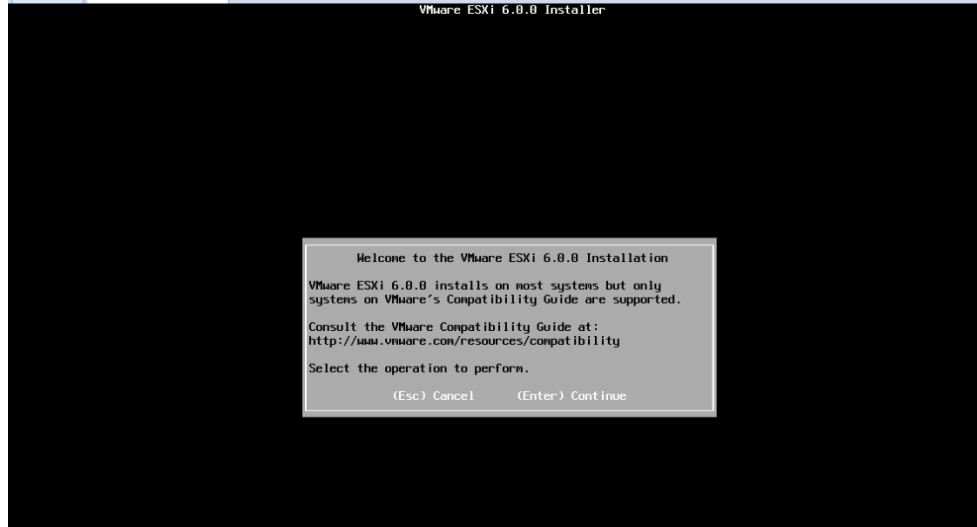 VMware ESXi 6.0.0 Installer
Welcome to the VMware ESXi 6.0.0 Installation
VMware ESXi 6.0.0 installs on most systems but only
systems on VMware's Compatibility Guide are supported.
Consult the VMware Compatibility Guide at:
http://www.vmware.com/resources/compatibility
Select the operation to perform.
(Esc) Cancel (Enter) Continue